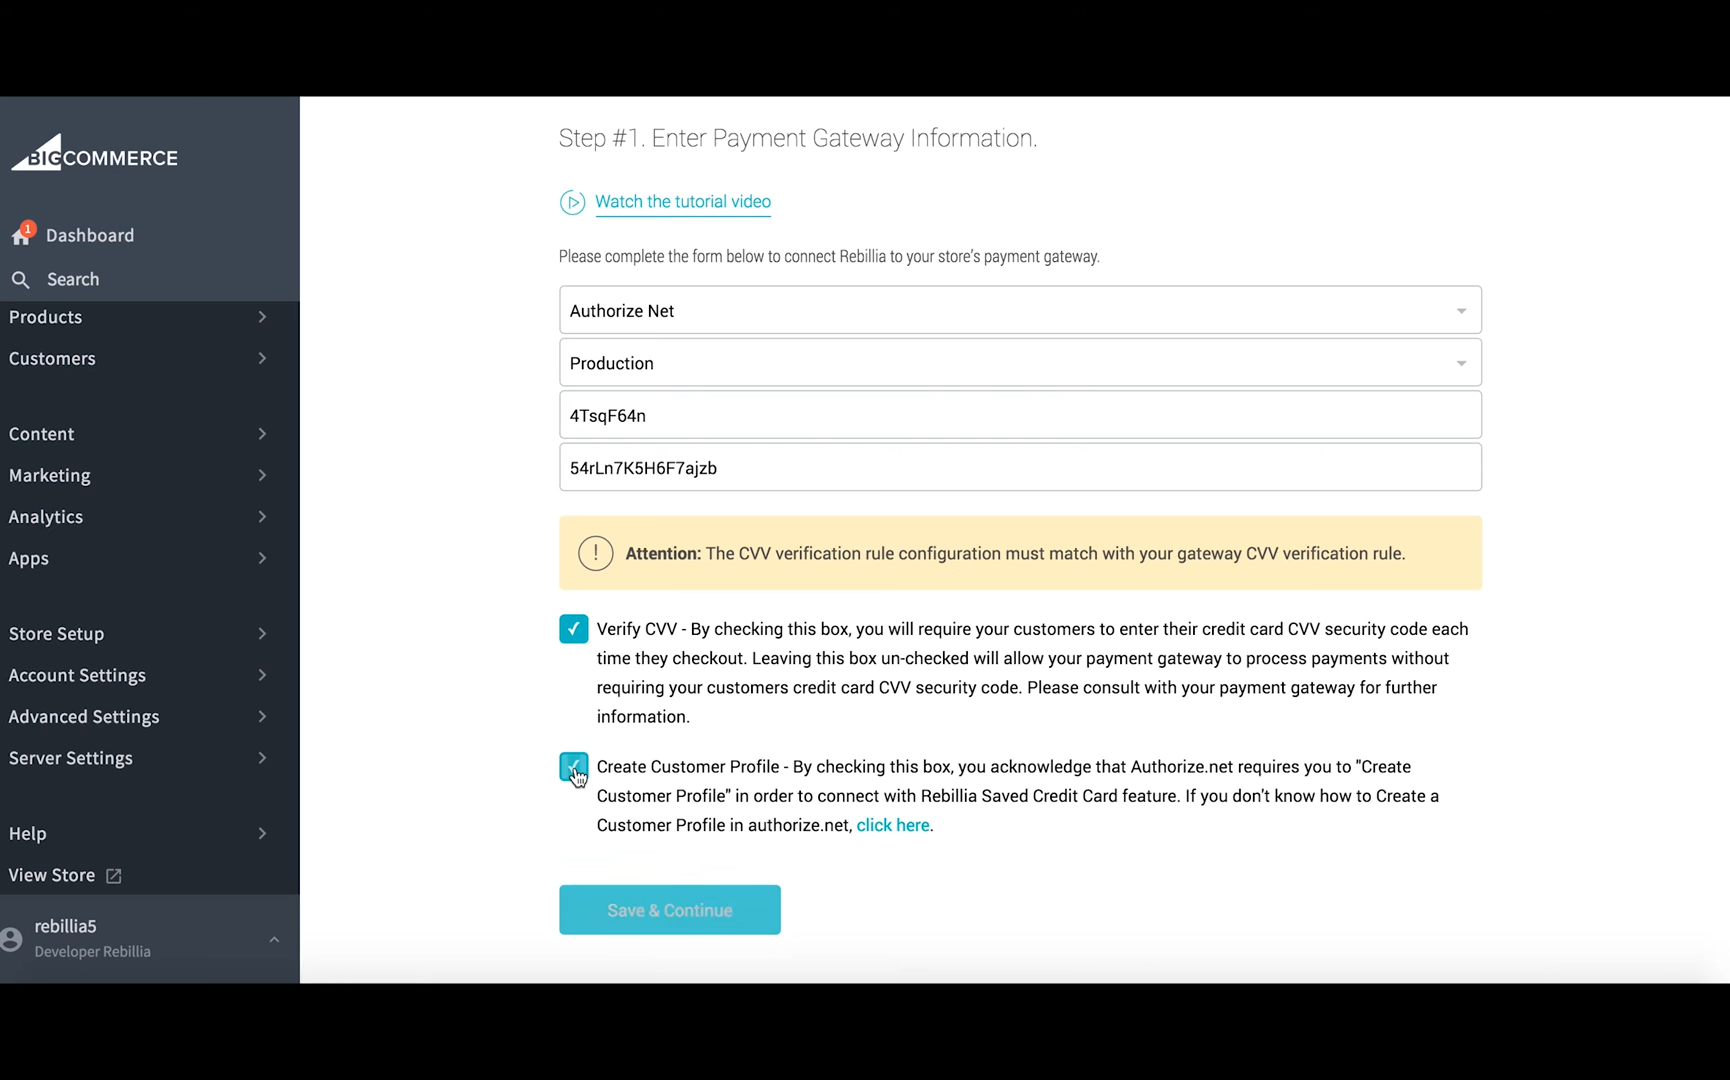 BIGCOMMERCE
1
Dashboard
Search
Products
Customers
Content
Marketing
Analytics
Apps
Store Setup
Account Settings
Advanced Settings
Server Settings
Help
View Store
rebillia5
Developer Rebillia
Step #1. Enter Payment Gateway Information.
Watch the tutorial video
Please complete the form below to connect Rebillia to your store's payment gateway.
Authorize Net
Production
4TsqF64n
54rLn7K5H6F7ajzb
! Attention: The CVV verification rule configuration must match with your gateway CVV verification rule.
Verify CVV - By checking this box, you will require your customers to enter their credit card CVV security code each
time they checkout. Leaving this box un-checked will allow your payment gateway to process payments without
requiring your customers credit card CVV security code. Please consult with your payment gateway for further
information.
Create Customer Profile - By checking this box, you acknowledge that Authorize.net requires you to "Create
Customer Profile" in order to connect with Rebillia Saved Credit Card feature. If you don't know how to Create a
Customer Profile in authorize.net, click here.
Save & Continue